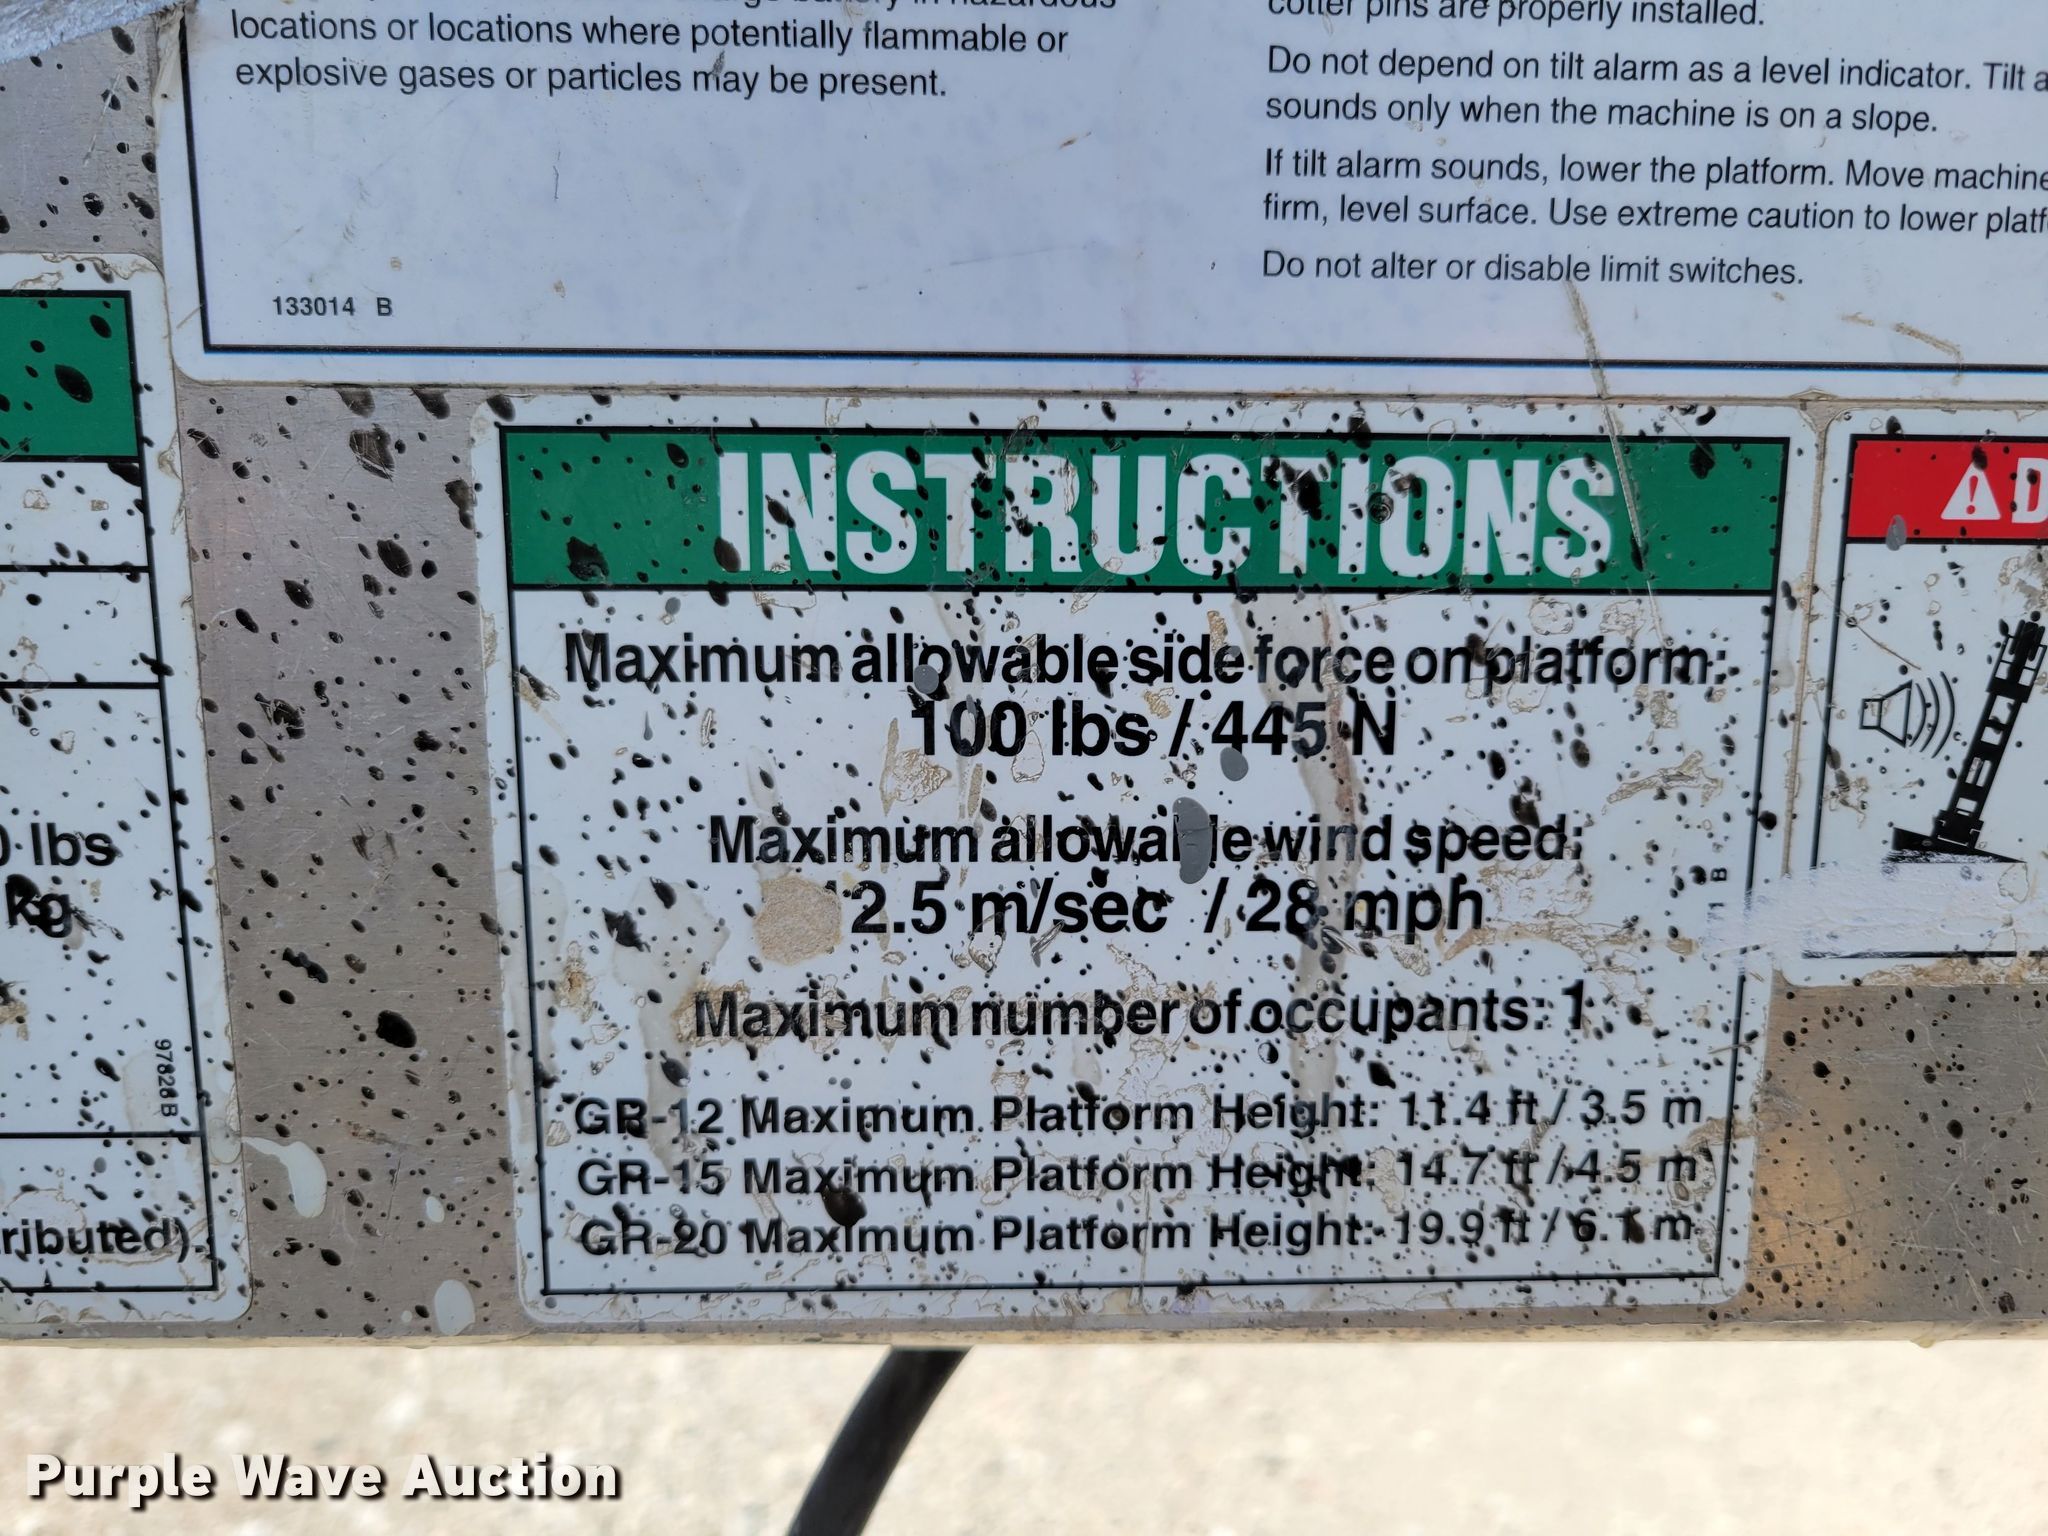 locations or locations where potentially flammable or
explosive gases or particles may be present.
133014 B
cotter pins are properly installed.
Do not depend on tilt alarm as a level indicator. Tilt a
sounds only when the machine is on a slope.
If tilt alarm sounds, lower the platform. Move machine
firm, level surface. Use extreme caution to lower platf
Do not alter or disable limit switches.
lbs
kg
97826B
ributed).
INSTRUCTIONS
Maximum allowable side force on platform:
100 lbs / 445 N
Maximum allowable wind speed:
12.5 m/sec / 28 mph
Maximum number of occupants: 1
GR-12 Maximum Platform Height: 11.4 ft / 3.5 m
GR-15 Maximum Platform Height: 14.7 ft / 4.5 m
GR-20 Maximum Platform Height: 19.9 ft / 6.1 m
D
Purple Wave Auction